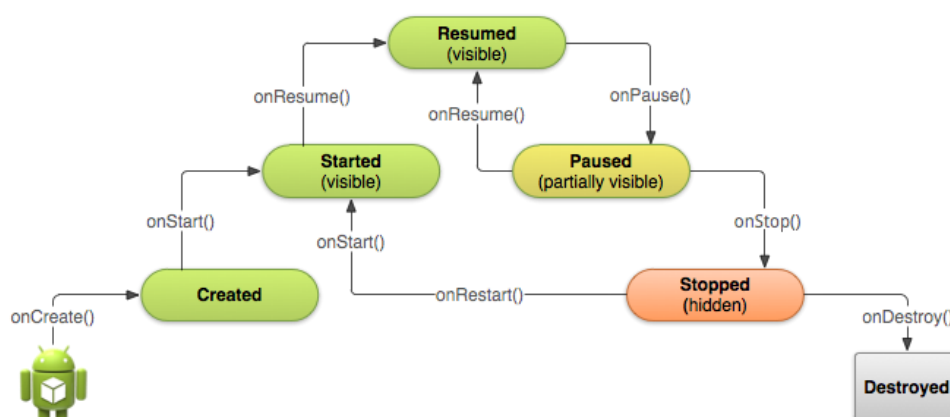 Resumed
(visible)
onResume()
onResume()
onPause()
Started
(visible)
Paused
(partially visible)
onStart()
onStart()
onStop()
Created
onRestart()
Stopped
(hidden)
onCreate()
onDestroy()
Destroyed